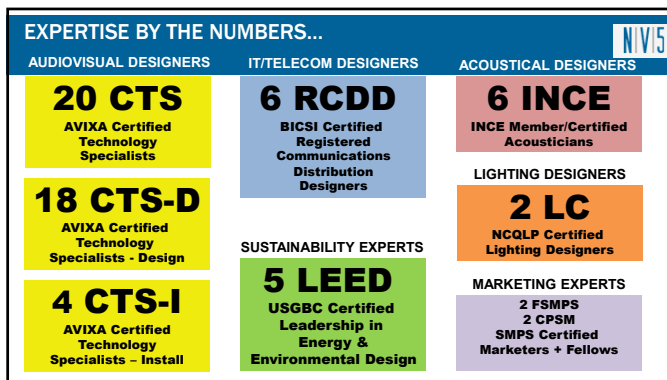 EXPERTISE BY THE NUMBERS...
N|V|5
AUDIOVISUAL DESIGNERS
20 CTS
AVIXA Certified
Technology
Specialists
18 CTS-D
AVIXA Certified
Technology
Specialists - Design
4 CTS-I
AVIXA Certified
Technology
Specialists – Install
IT/TELECOM DESIGNERS
6 RCDD
BICSI Certified
Registered
Communications
Distribution
Designers
SUSTAINABILITY EXPERTS
5 LEED
USGBC Certified
Leadership in
Energy &
Environmental Design
ACOUSTICAL DESIGNERS
6 INCE
INCE Member/Certified
Acousticians
LIGHTING DESIGNERS
2 LC
NCQLP Certified
Lighting Designers
MARKETING EXPERTS
2 FSMPS
2 CPSM
SMPS Certified
Marketers + Fellows